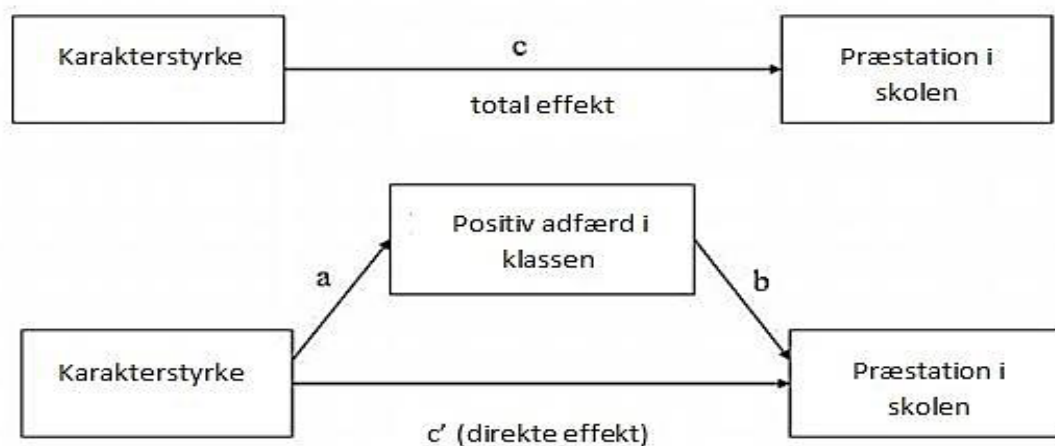 Karakterstyrke
c
Præstation i
skolen
total effekt
Positiv adfærd i
klassen
a
b
Karakterstyrke
Præstation i
skolen
c' (direkte effekt)